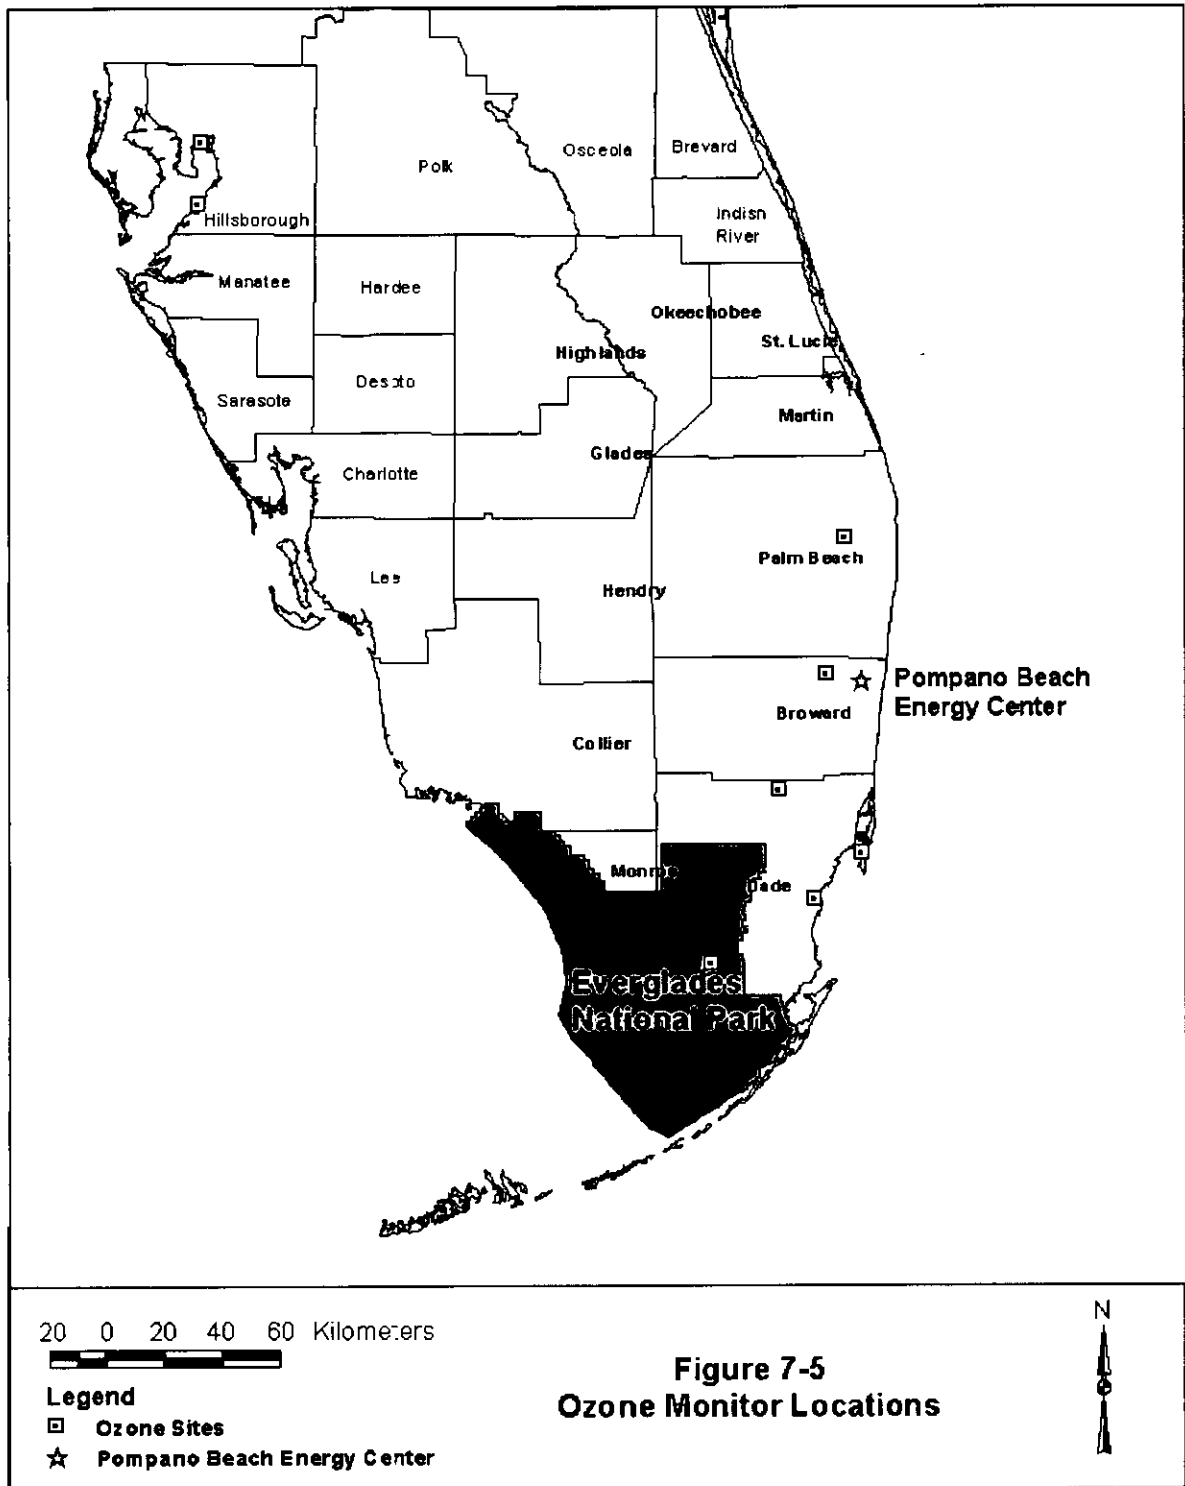 Osceola
Brevard
Polk
Indisn
River
Hillsborough
Manatee
Hardee
Okeechobee
St. Lucie
Highlands
Desoto
Sarasote
Martin
Glades
Charlotte
Palm Beach
Lee
Hendry
Pompano Beach
Energy Center
Broward
Collier
Monroe
Dade
Everglades
National Park
20 0 20 40 60 Kilometers
N
Figure 7-5
Ozone Monitor Locations
Legend
Ozone Sites
Pompano Beach Energy Center